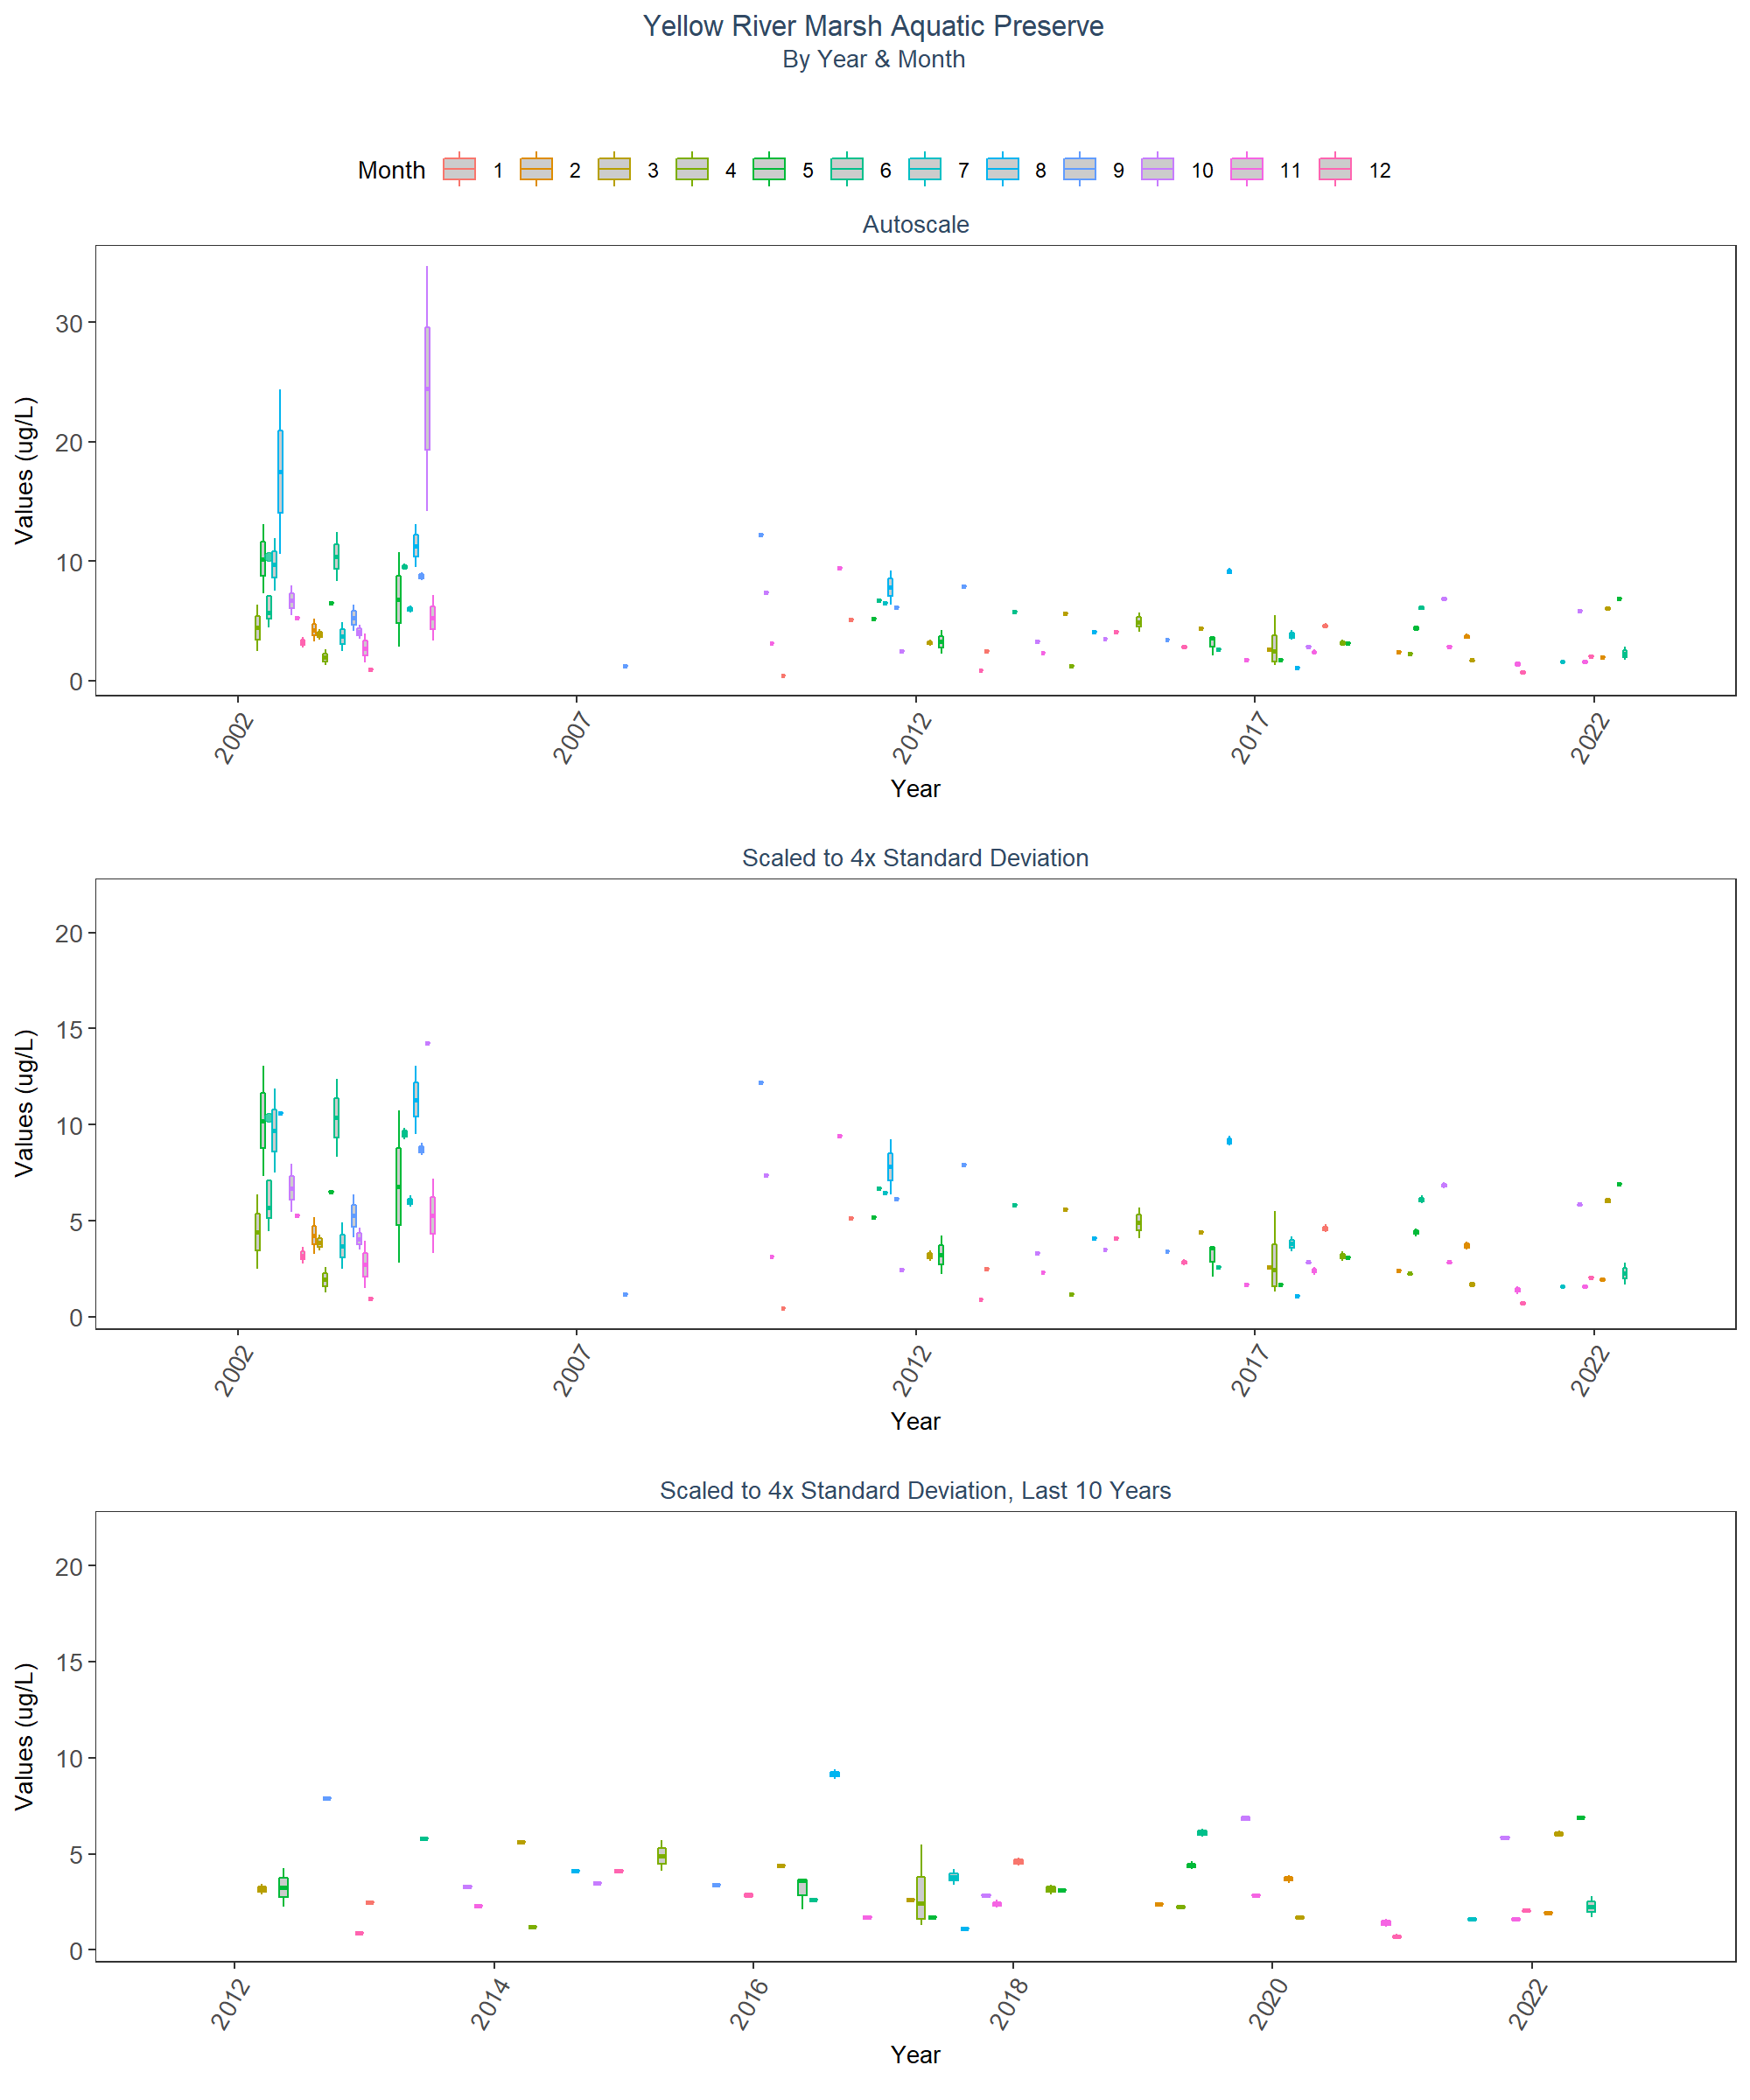 Yellow River Marsh Aquatic Preserve
By Year & Month
Month 1 2 3 4 5 6 7 8 9 10 11 12
Autoscale
Values (ug/L)
30
20
10
0
2002 2007 2012 2017 2022
Year
Scaled to 4x Standard Deviation
Values (ug/L)
20
15
10
5
0
2002 2007 2012 2017 2022
Year
Scaled to 4x Standard Deviation, Last 10 Years
Values (ug/L)
20
15
10
5
0
2012 2014 2016 2018 2020 2022
Year